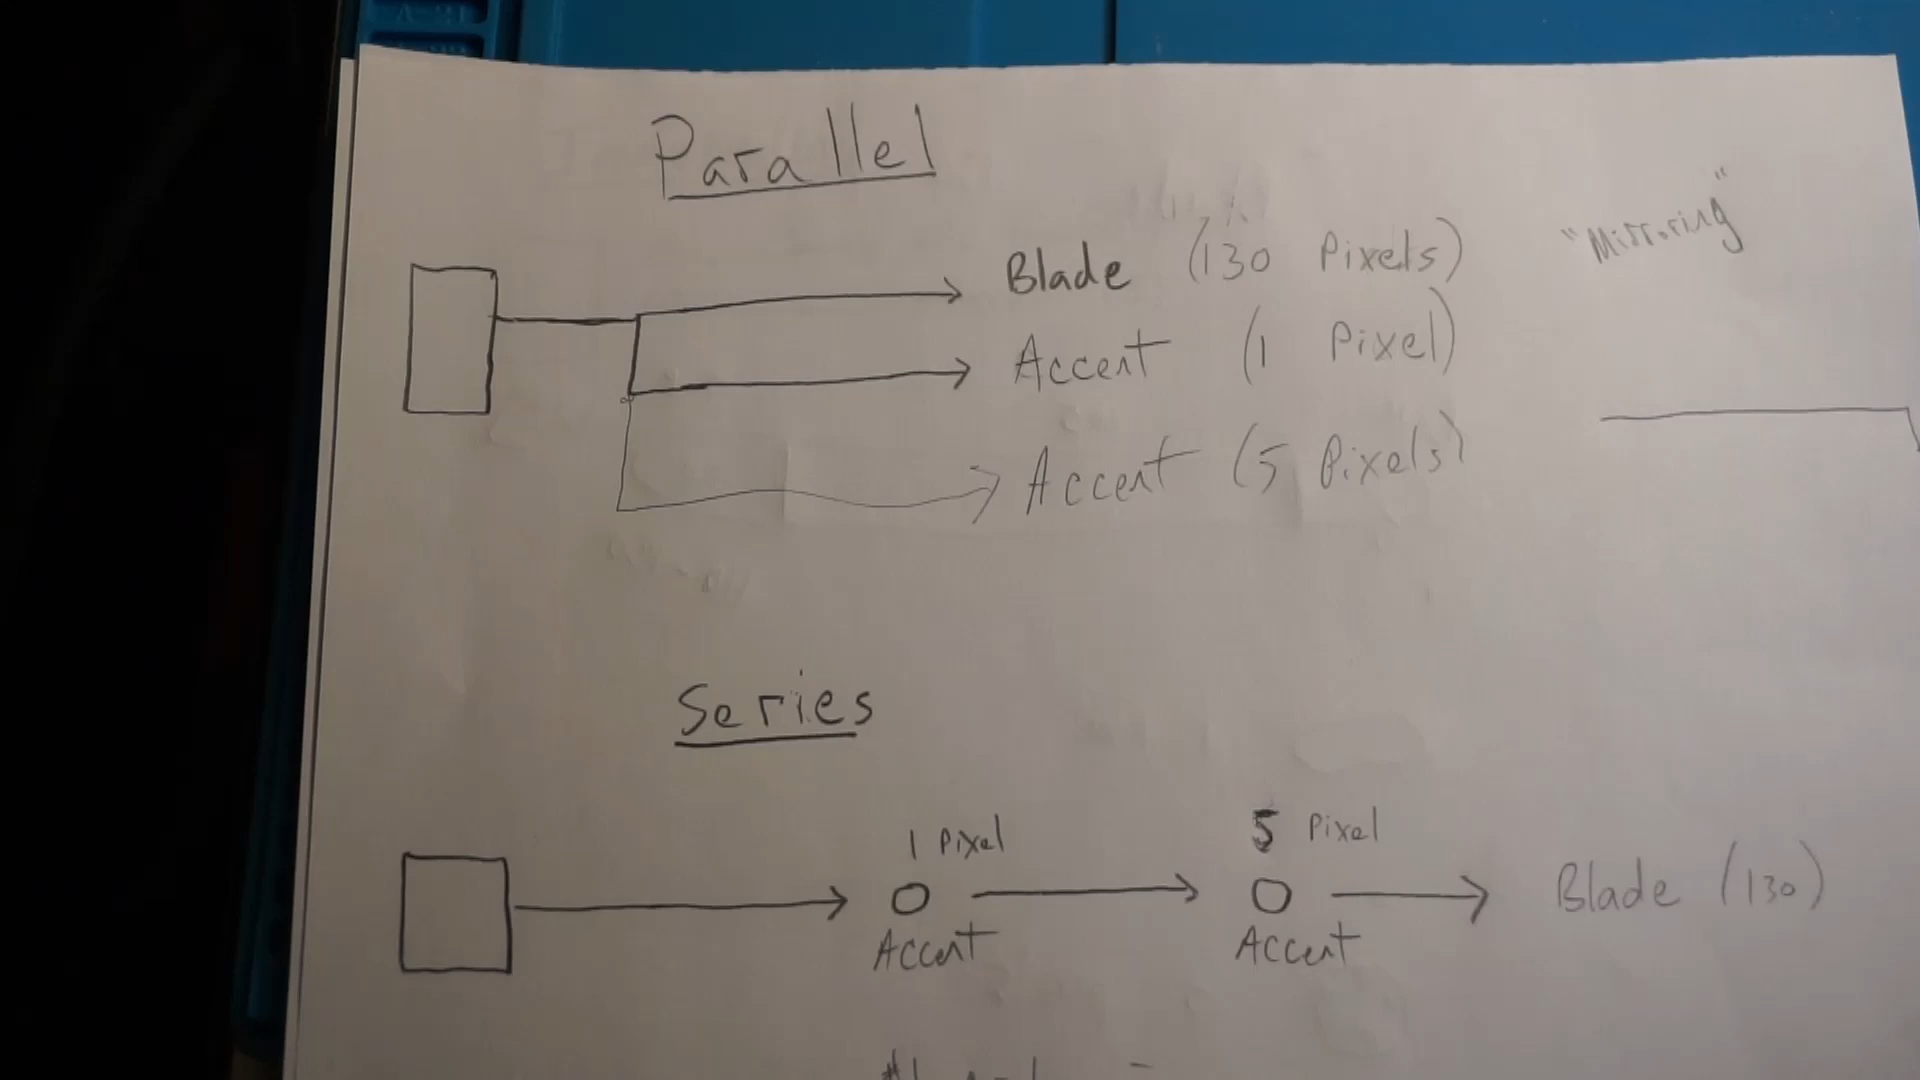 Parallel
Blade (130 Pixels)
"Mirroring"
Accent (1 Pixel)
Accent (5 Pixels)
Series
1 Pixel
5 Pixel
Accent
Accent
Blade (130)